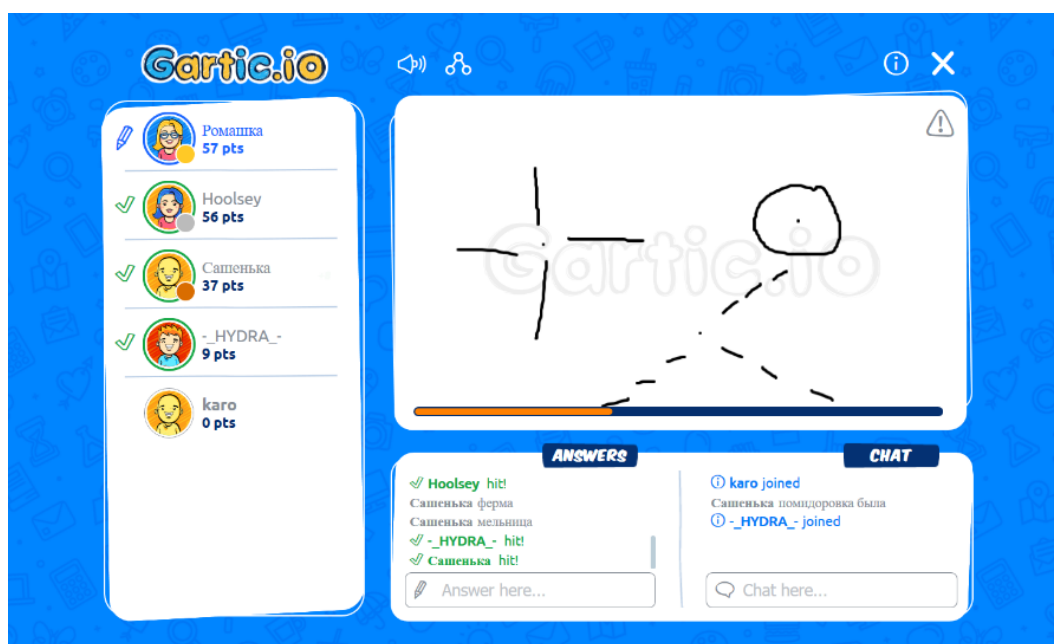 Gartic.io
Ромашка
57 pts
Hoolsey
56 pts
Сашенька
37 pts
-_HYDRA_-
9 pts
karo
0 pts
Gartic.io
ANSWERS
Hoolsey hit!
Сашенька ферма
Сашенька мельница
-_HYDRA_- hit!
Сашенька hit!
Answer here...
CHAT
karo joined
Сашенька помидоровка была
-_HYDRA_- joined
Chat here...